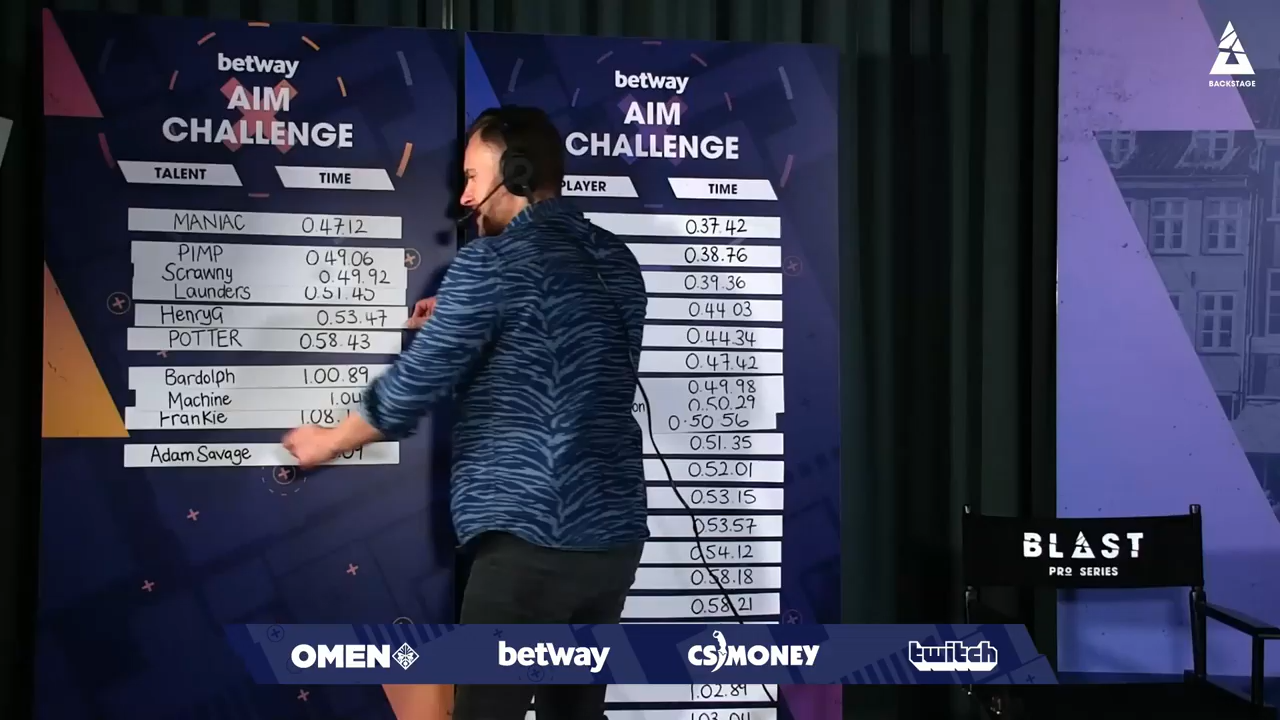 betway
AIM
CHALLENGE
TALENT TIME
MANIAC 0.47.12
PIMP 0.49.06
Scrawny 0.49.92
Launders 0.51.45
HenryG 0.53.47
POTTER 0.58.43
Bardolph 1.00.89
Machine 1.04
Frankie 1.08.
Adam Savage
betway
AIM
CHALLENGE
PLAYER TIME
0.37.42
0.38.76
0.39.36
0.44 03
0.44.34
0.47.42
0.49.98
on 0.50.29
0.50 56
0.51.35
0.52.01
0.53 15
0 53.57
0.54.12
0.58.18
0.58 21
1.02.89
BACKSTAGE
BLAST
PRO SERIES
OMEN betway CS MONEY twitch